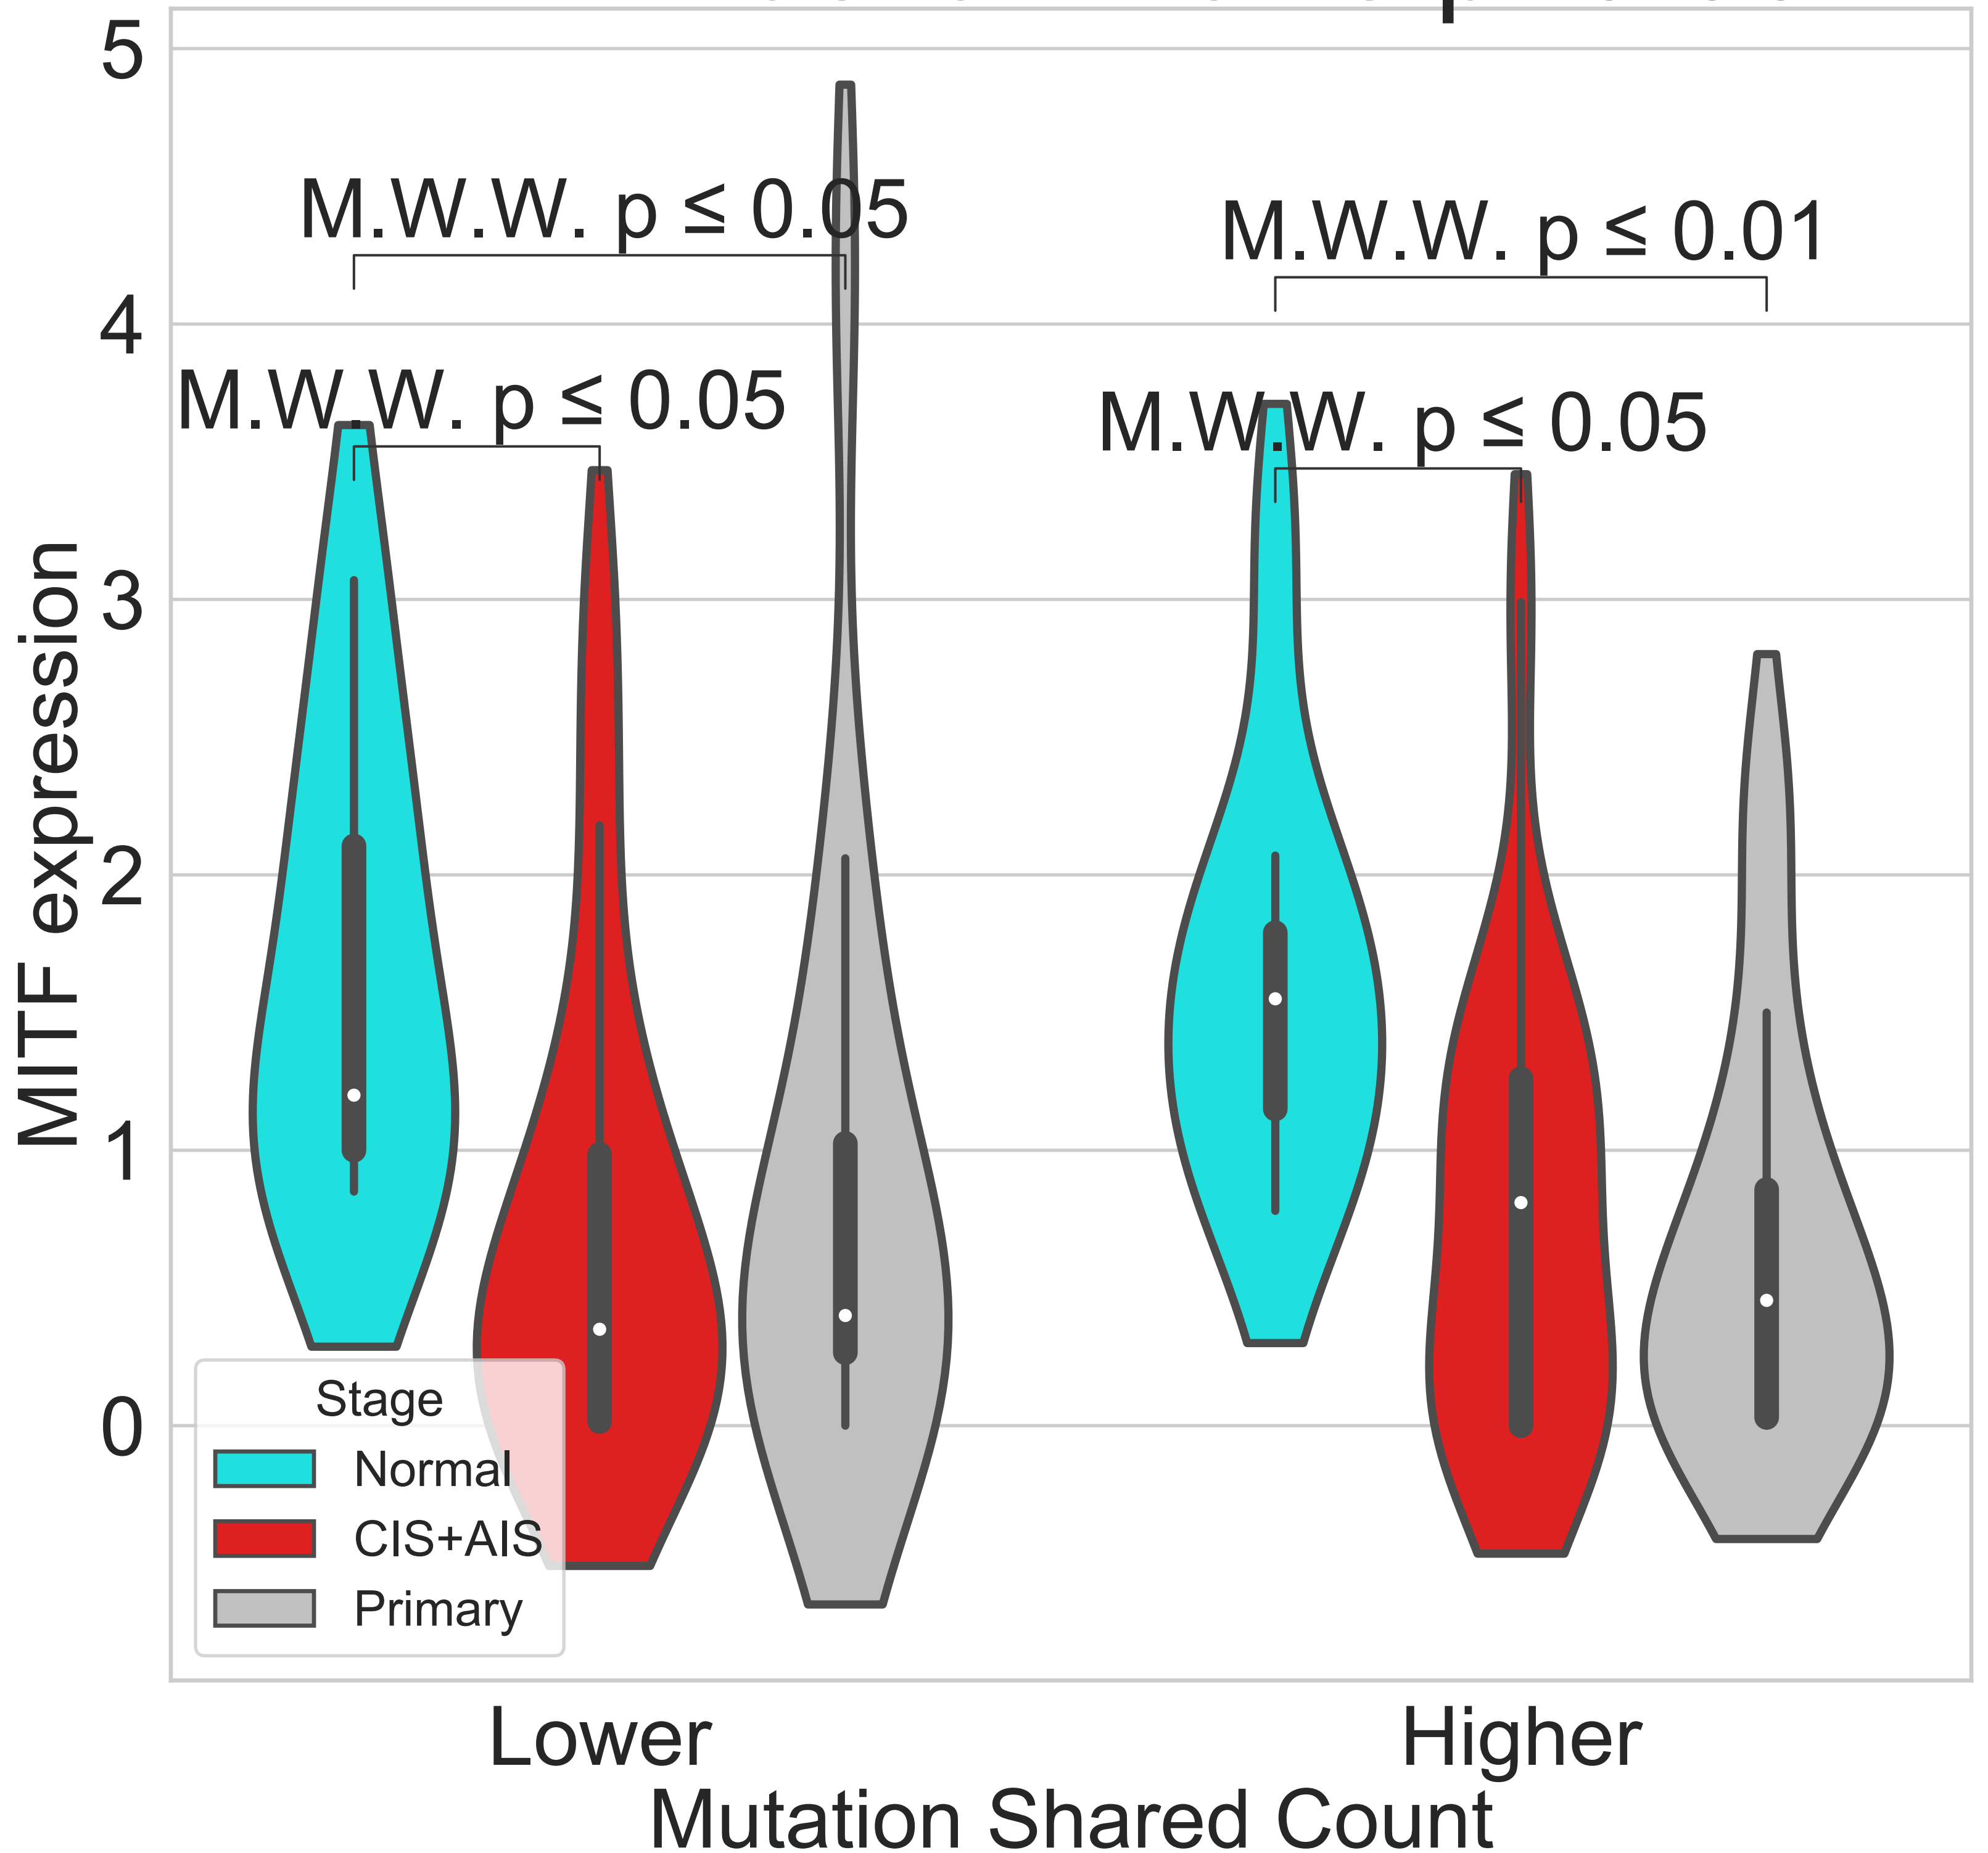 5
M.W.W. p ≤ 0.05
M.W.W. p ≤ 0.01
4
M.W.W. p ≤ 0.05
M.W.W. p ≤ 0.05
3
2
1
0
MITF expression
Stage
Normal
CIS+AIS
Primary
Lower
Higher
Mutation Shared Count